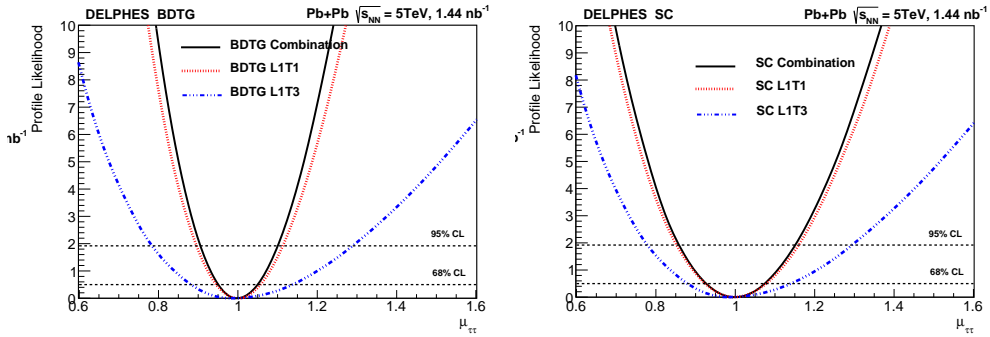 DELPHES BDTG
Pb+Pb √s_NN = 5TeV, 1.44 nb⁻¹
Profile Likelihood
nb⁻¹
10
9
8
7
6
5
4
3
2
1
0
BDTG Combination
BDTG L1T1
BDTG L1T3
95% CL
68% CL
0.6 0.8 1 1.2 1.4 1.6
μ_ττ
DELPHES SC
Pb+Pb √s_NN = 5TeV, 1.44 nb⁻¹
Profile Likelihood
10
9
8
7
6
5
4
3
2
1
0
SC Combination
SC L1T1
SC L1T3
95% CL
68% CL
0.6 0.8 1 1.2 1.4 1.6
μ_ττ